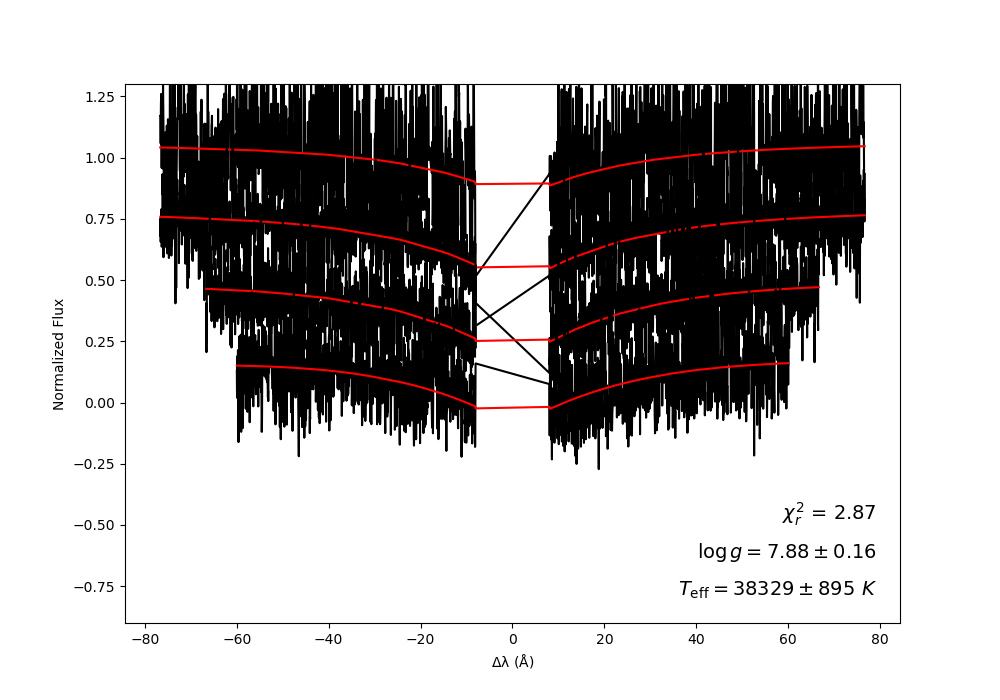 1.25
1.00
0.75
0.50
0.25
0.00
−0.25
−0.50
−0.75
Normalized Flux
χ²ᵣ = 2.87
log g = 7.88 ± 0.16
T_eff = 38329 ± 895 K
−80 −60 −40 −20 0 20 40 60 80
Δλ (Å)